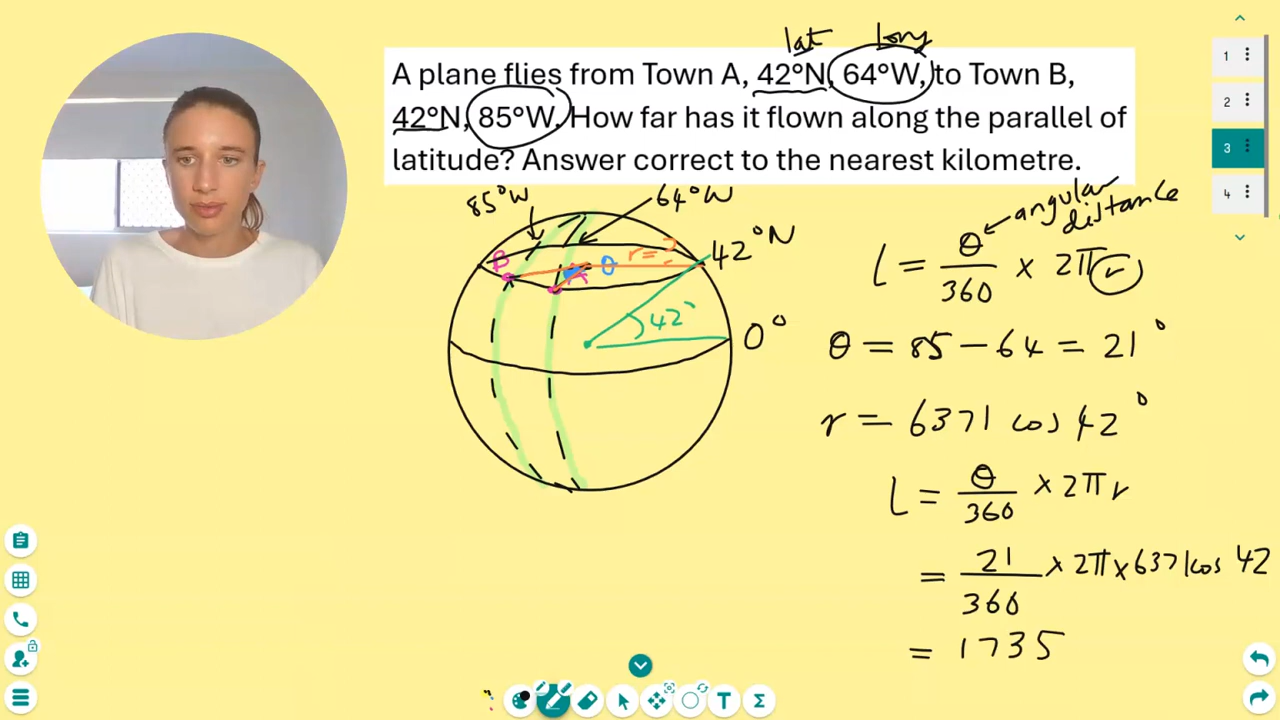 lat long
A plane flies from Town A, 42°N, 64°W, to Town B,
42°N, 85°W. How far has it flown along the parallel of
latitude? Answer correct to the nearest kilometre.
85°W
64°W
angular
distance
B
A
θ
r=?
42°N
42°
0°
l = θ/360 × 2πr
θ = 85 − 64 = 21°
r = 6371 cos 42°
l = θ/360 × 2πr
= 21/360 × 2π × 6371 cos 42
= 1735
1
2
3
4
T
Σ